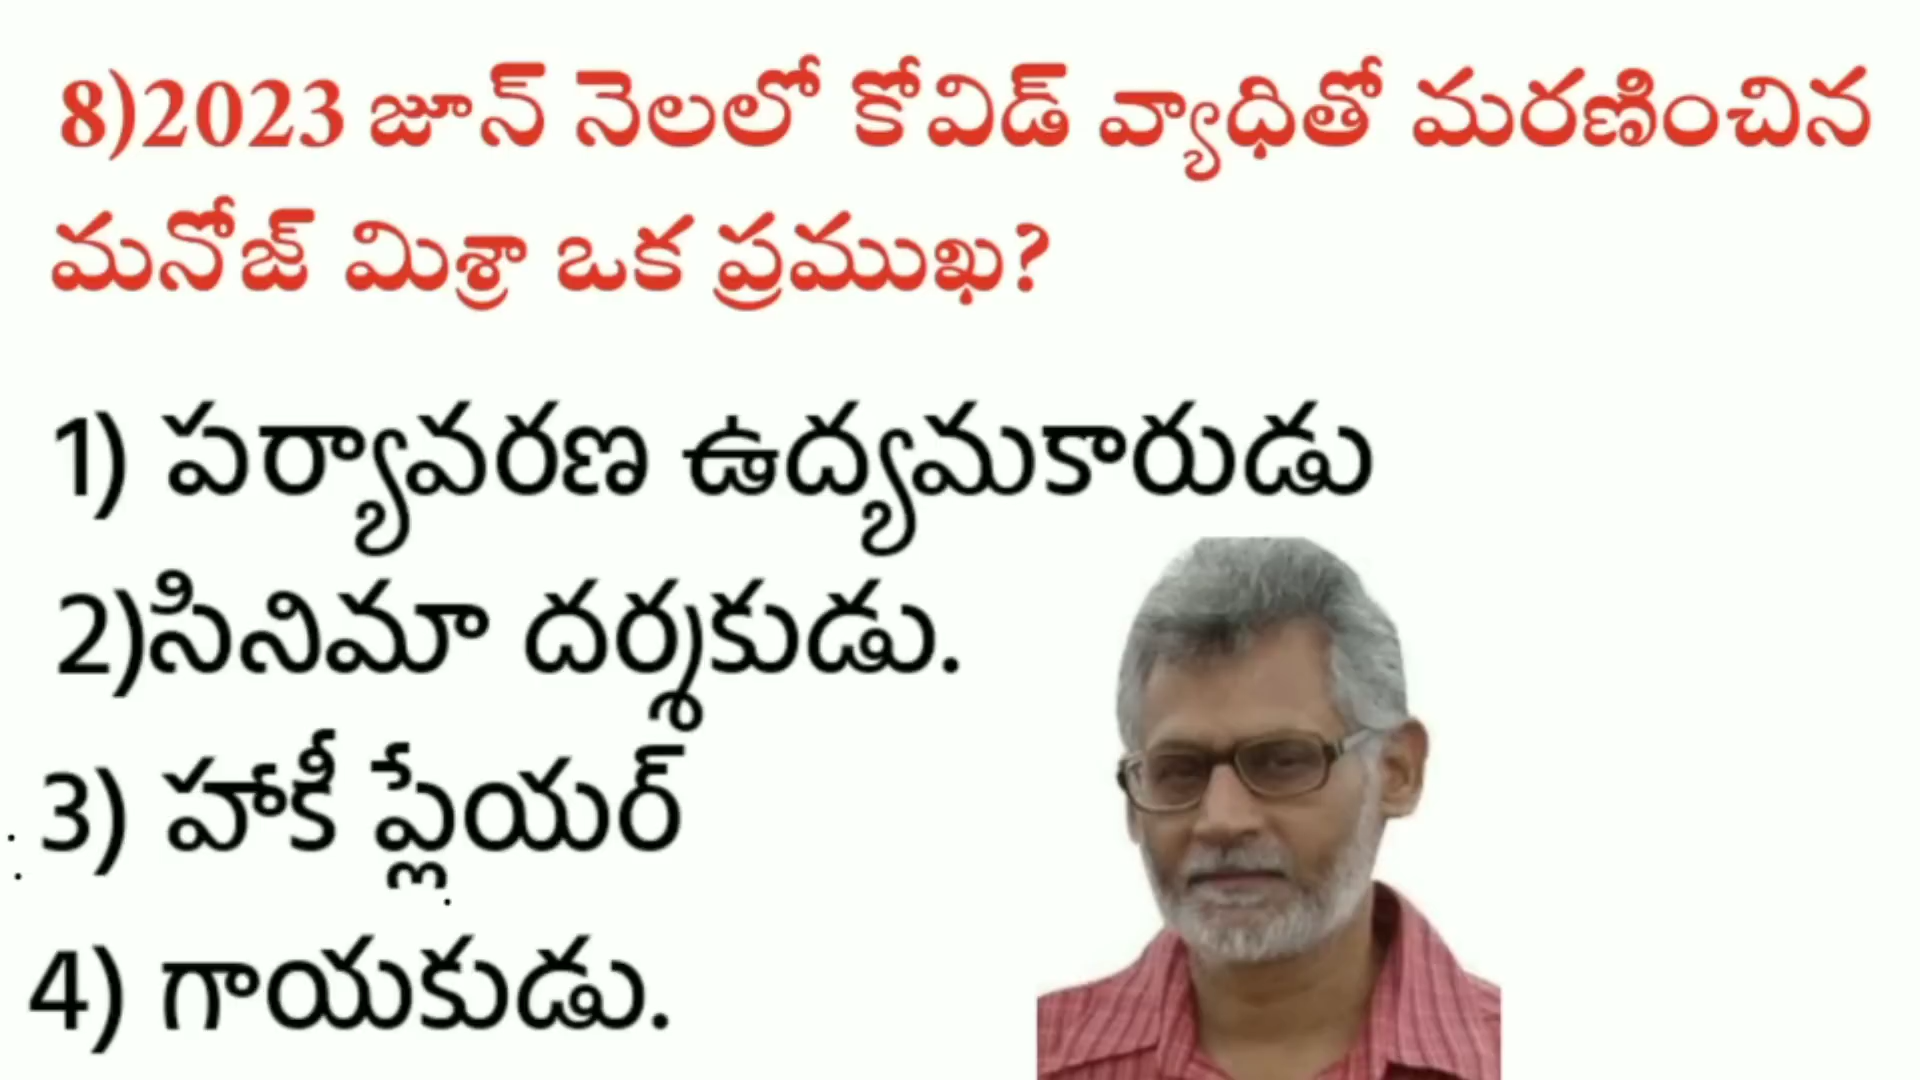 8)2023 జూన్ నెలలో కోవిడ్ వ్యాధితో మరణించిన
మనోజ్ మిశ్రా ఒక ప్రముఖ?
1) పర్యావరణ ఉద్యమకారుడు
2)సినిమా దర్శకుడు.
3) హాకీ ప్లేయర్
4) గాయకుడు.